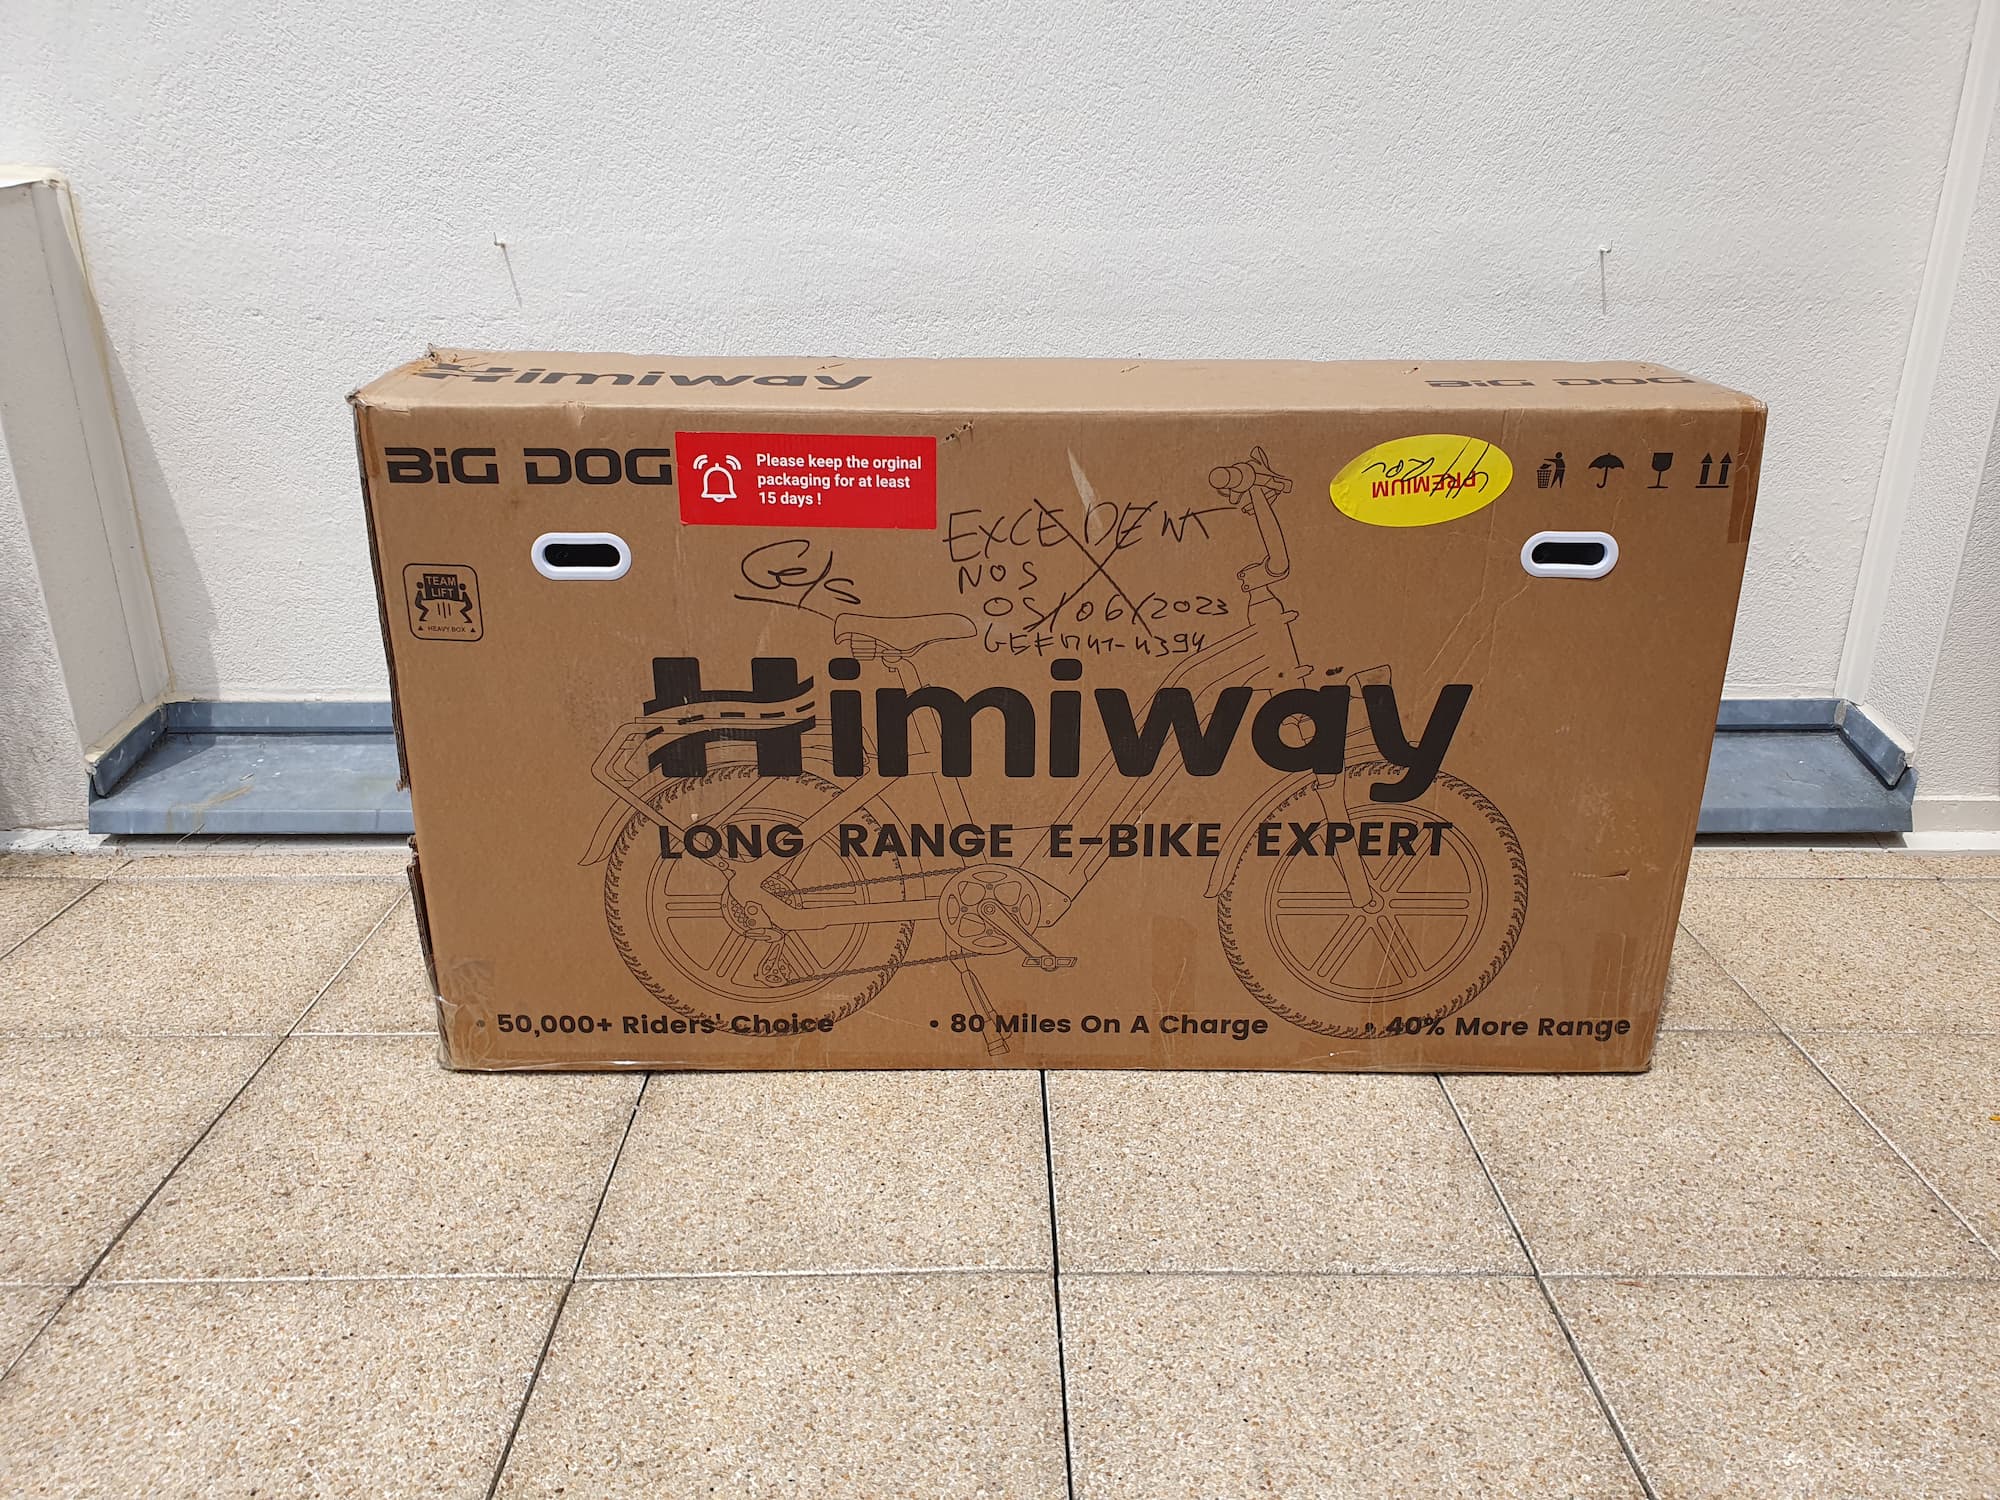 Himiway
BiG DOG
BiG DOG
Please keep the orginal
packaging for at least
15 days !
PREMIUM
EXCEDENT
NOS
05/06/2023
TEAM
LIFT
HEAVY BOX
Himiway
LONG RANGE E-BIKE EXPERT
• 50,000+ Riders' Choice
• 80 Miles On A Charge
• 40% More Range